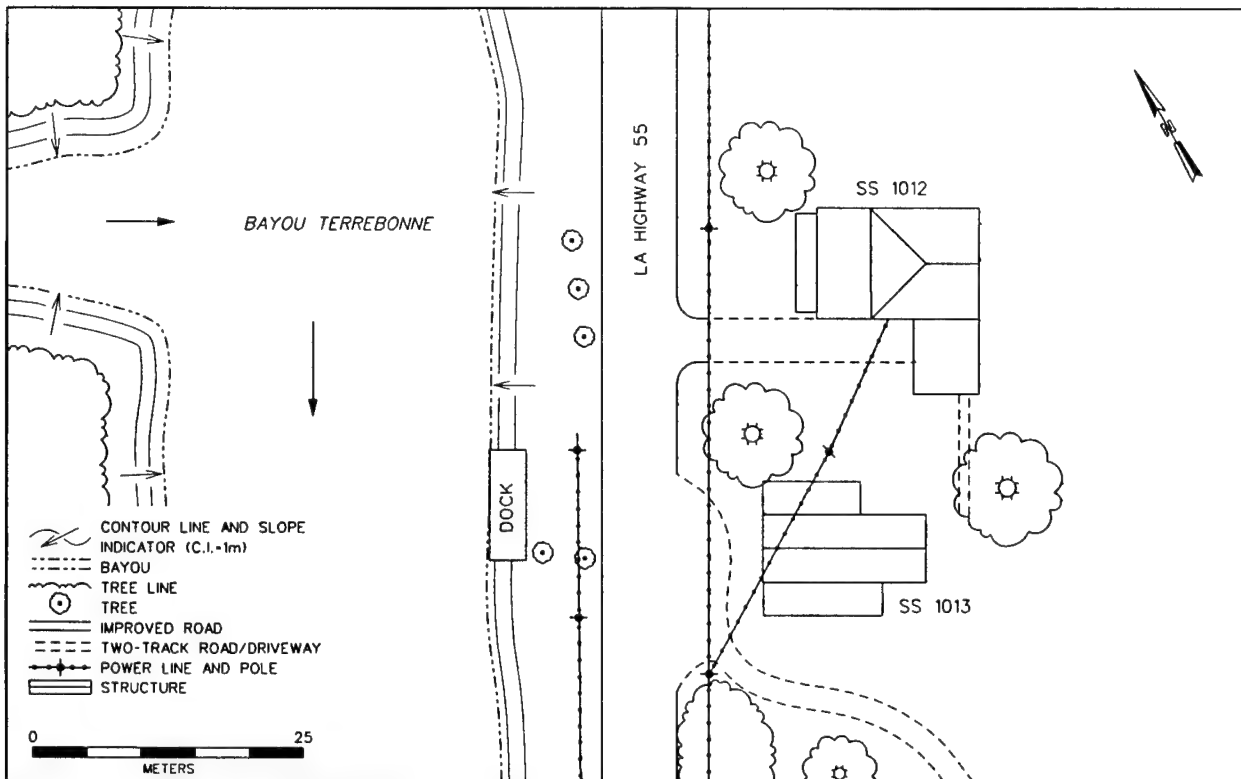 BAYOU TERREBONNE
LA HIGHWAY 55
SS 1012
DOCK
SS 1013
N
CONTOUR LINE AND SLOPE
INDICATOR (C.I.-1m)
BAYOU
TREE LINE
TREE
IMPROVED ROAD
TWO-TRACK ROAD/DRIVEWAY
POWER LINE AND POLE
STRUCTURE
0 25
METERS